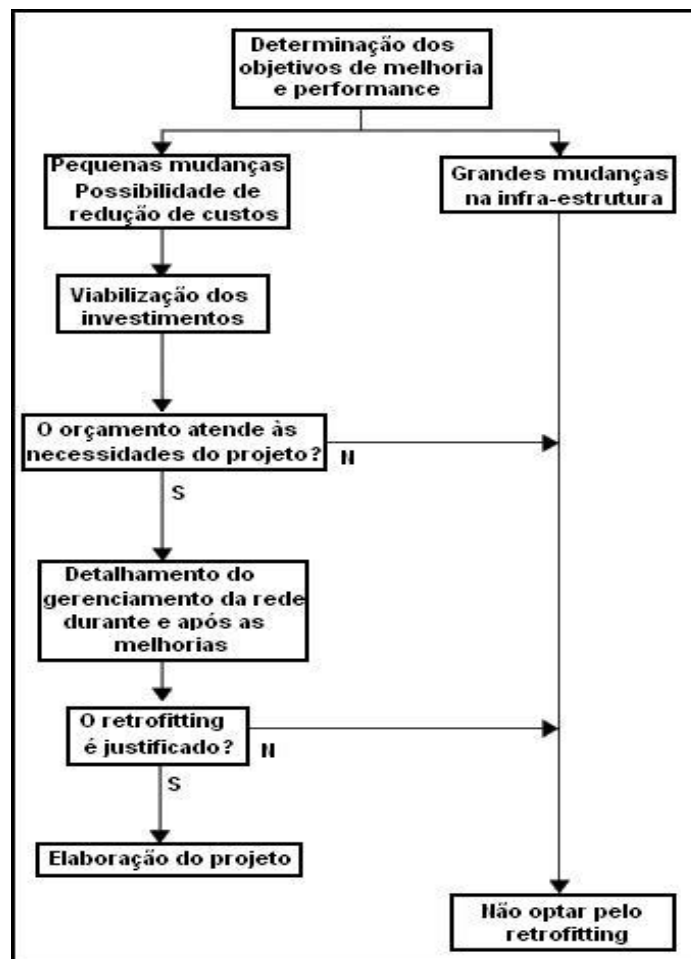 Determinação dos
objetivos de melhoria
e performance
Pequenas mudanças
Possibilidade de
redução de custos
Grandes mudanças
na infra-estrutura
Viabilização dos
investimentos
O orçamento atende às
necessidades do projeto?
N
S
Detalhamento do
gerenciamento da rede
durante e após as
melhorias
O retrofitting
é justificado?
N
S
Elaboração do projeto
Não optar pelo
retrofitting